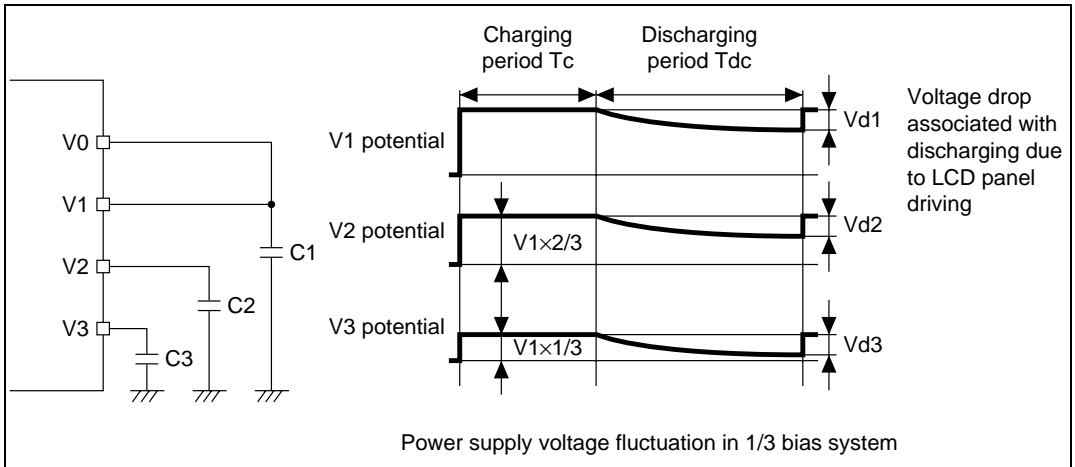 Charging
period Tc
Discharging
period Tdc
V0
V1
V2
V3
C1
C2
C3
V1 potential
Vd1
Voltage drop
associated with
discharging due
to LCD panel
driving
V2 potential
V1×2/3
Vd2
V3 potential
V1×1/3
Vd3
Power supply voltage fluctuation in 1/3 bias system